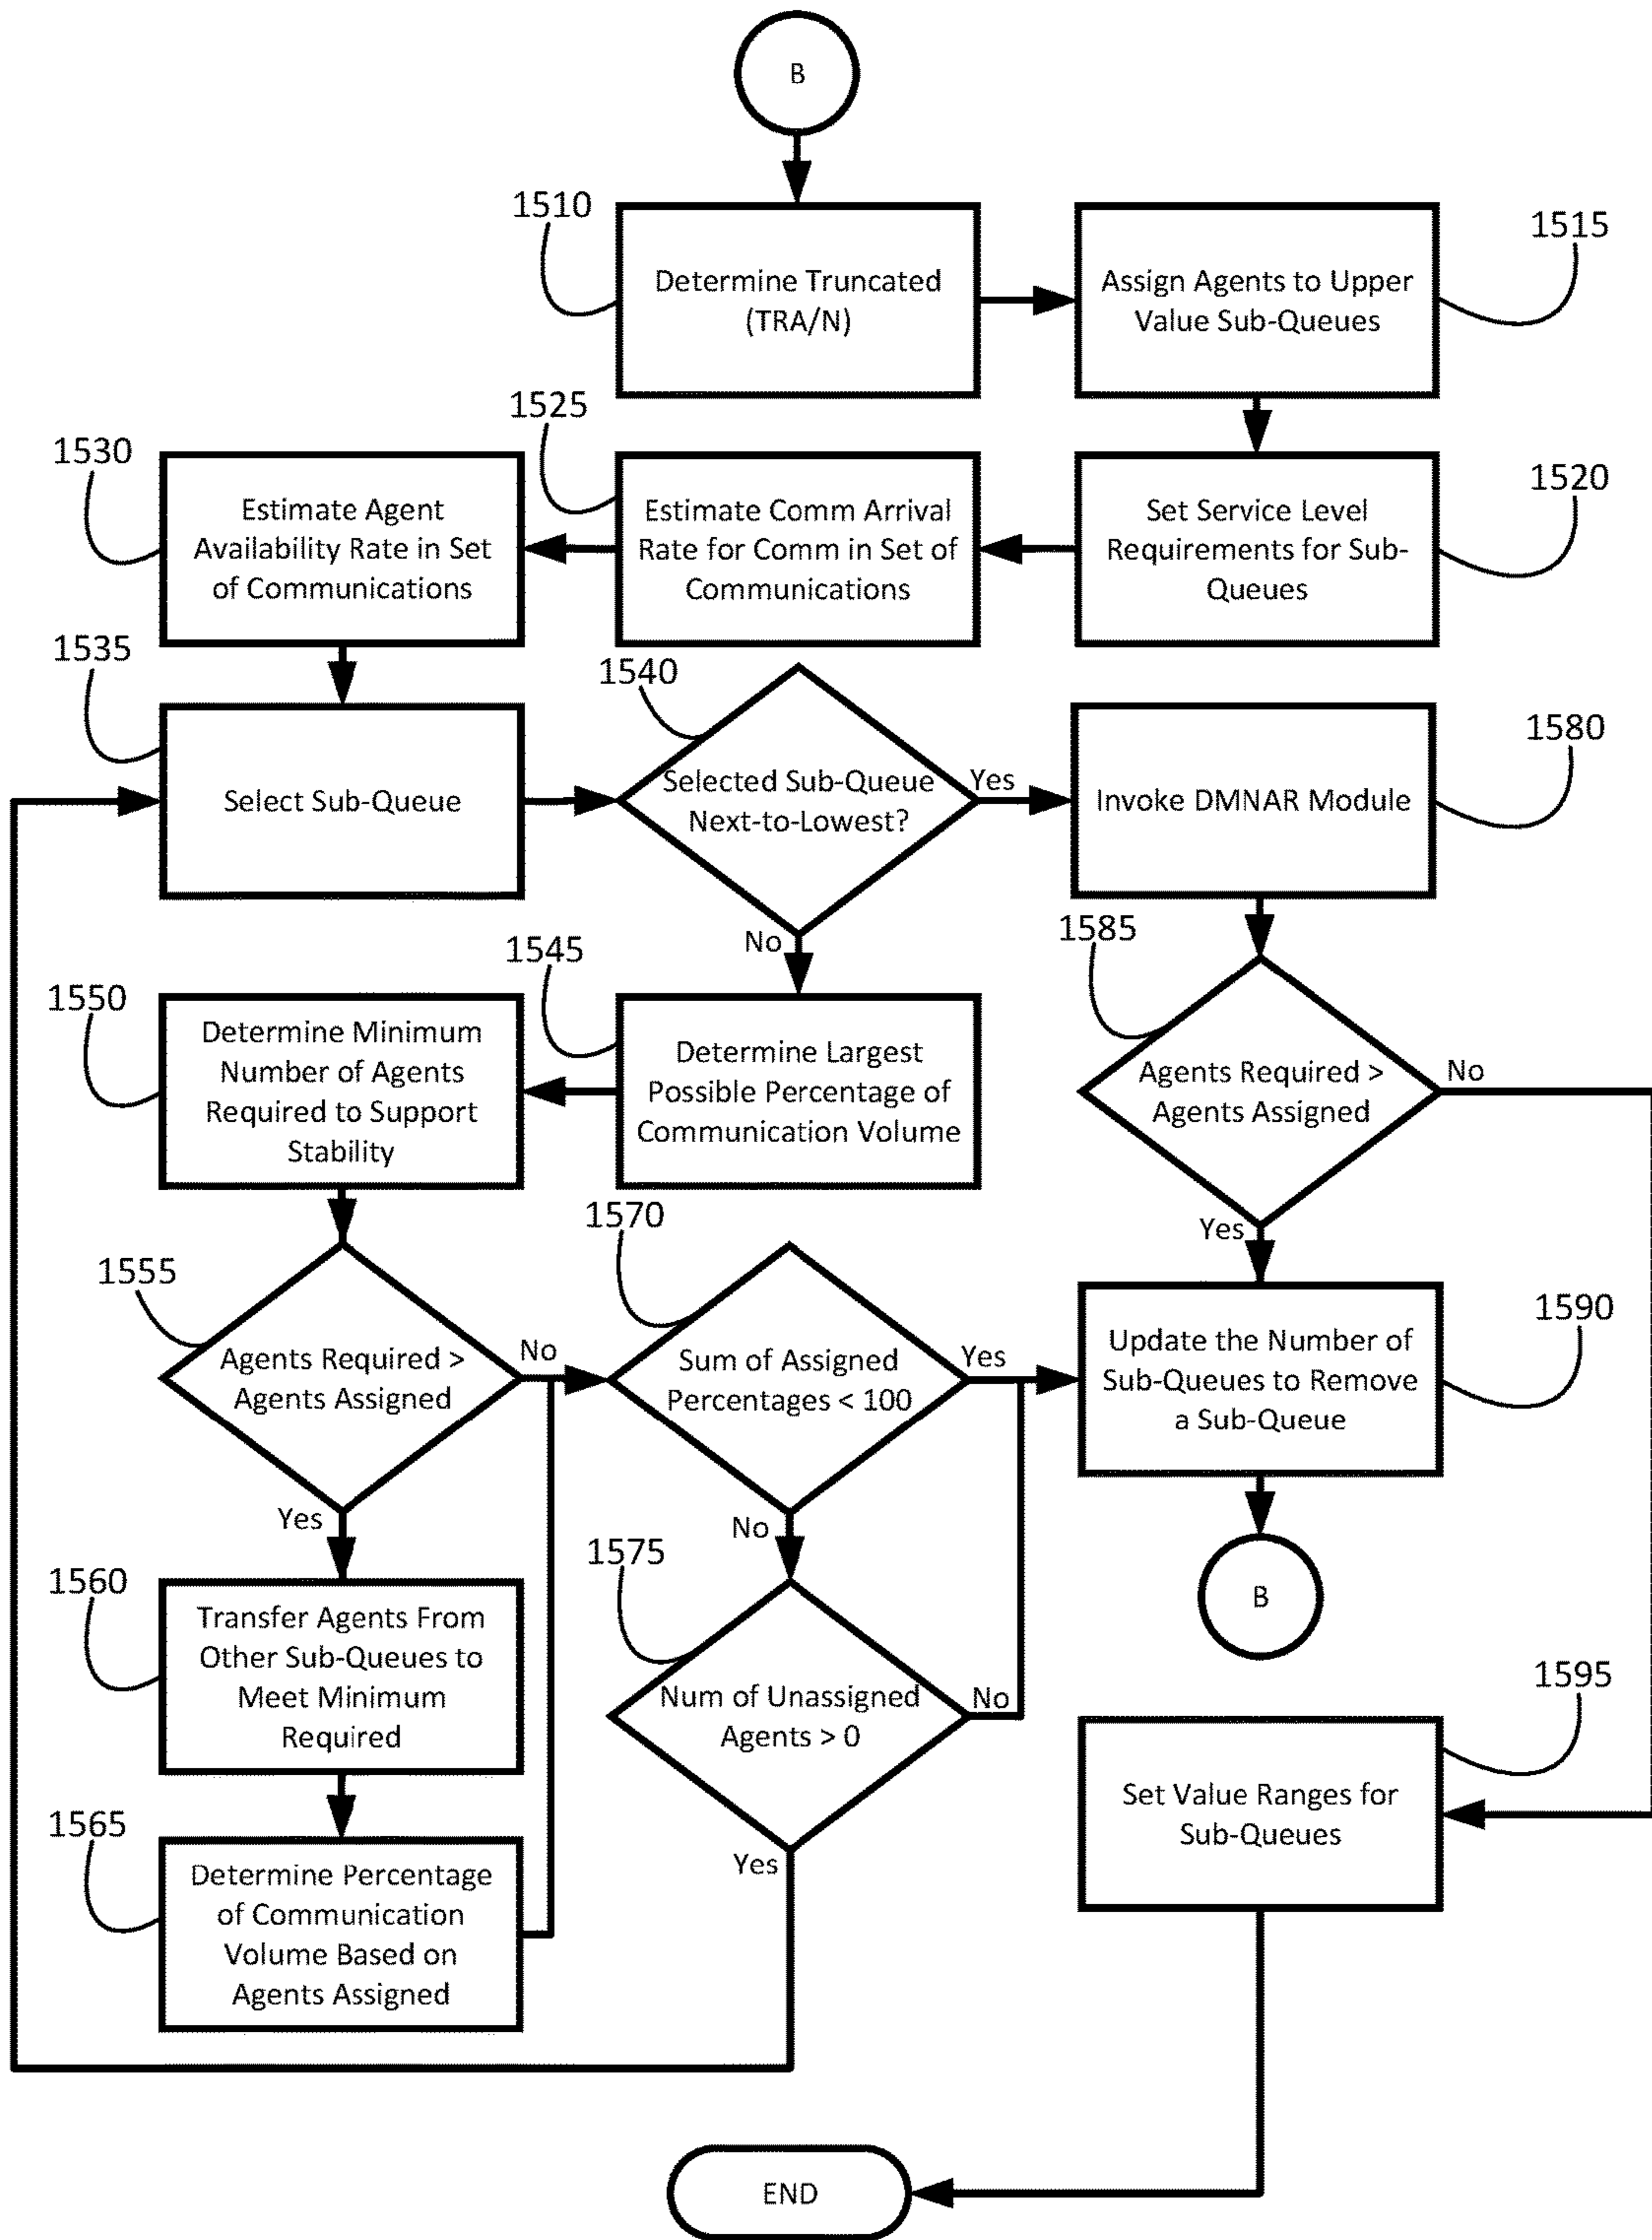 B
1510
Determine Truncated
(TRA/N)
Assign Agents to Upper
Value Sub-Queues
1515
1530
Estimate Agent
Availability Rate in Set
of Communications
1525
Estimate Comm Arrival
Rate for Comm in Set of
Communications
Set Service Level
Requirements for Sub-
Queues
1520
1535
Select Sub-Queue
1540
Selected Sub-Queue
Next-to-Lowest?
Yes
No
Invoke DMNAR Module
1580
1550
Determine Minimum
Number of Agents
Required to Support
Stability
1545
Determine Largest
Possible Percentage of
Communication Volume
1585
Agents Required >
Agents Assigned
No
Yes
1555
Agents Required >
Agents Assigned
No
Yes
1570
Sum of Assigned
Percentages < 100
Yes
No
Update the Number of
Sub-Queues to Remove
a Sub-Queue
1590
B
1560
Transfer Agents From
Other Sub-Queues to
Meet Minimum
Required
1575
Num of Unassigned
Agents > 0
No
Yes
1565
Determine Percentage
of Communication
Volume Based on
Agents Assigned
Set Value Ranges for
Sub-Queues
1595
END